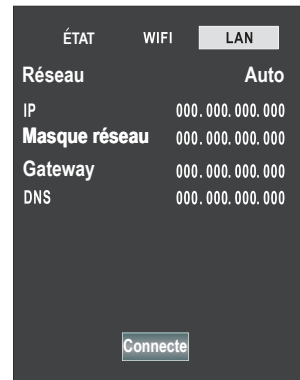 ÉTAT WIFI LAN
Réseau Auto
IP 000.000.000.000
Masque réseau 000.000.000.000
Gateway 000.000.000.000
DNS 000.000.000.000
Connecte